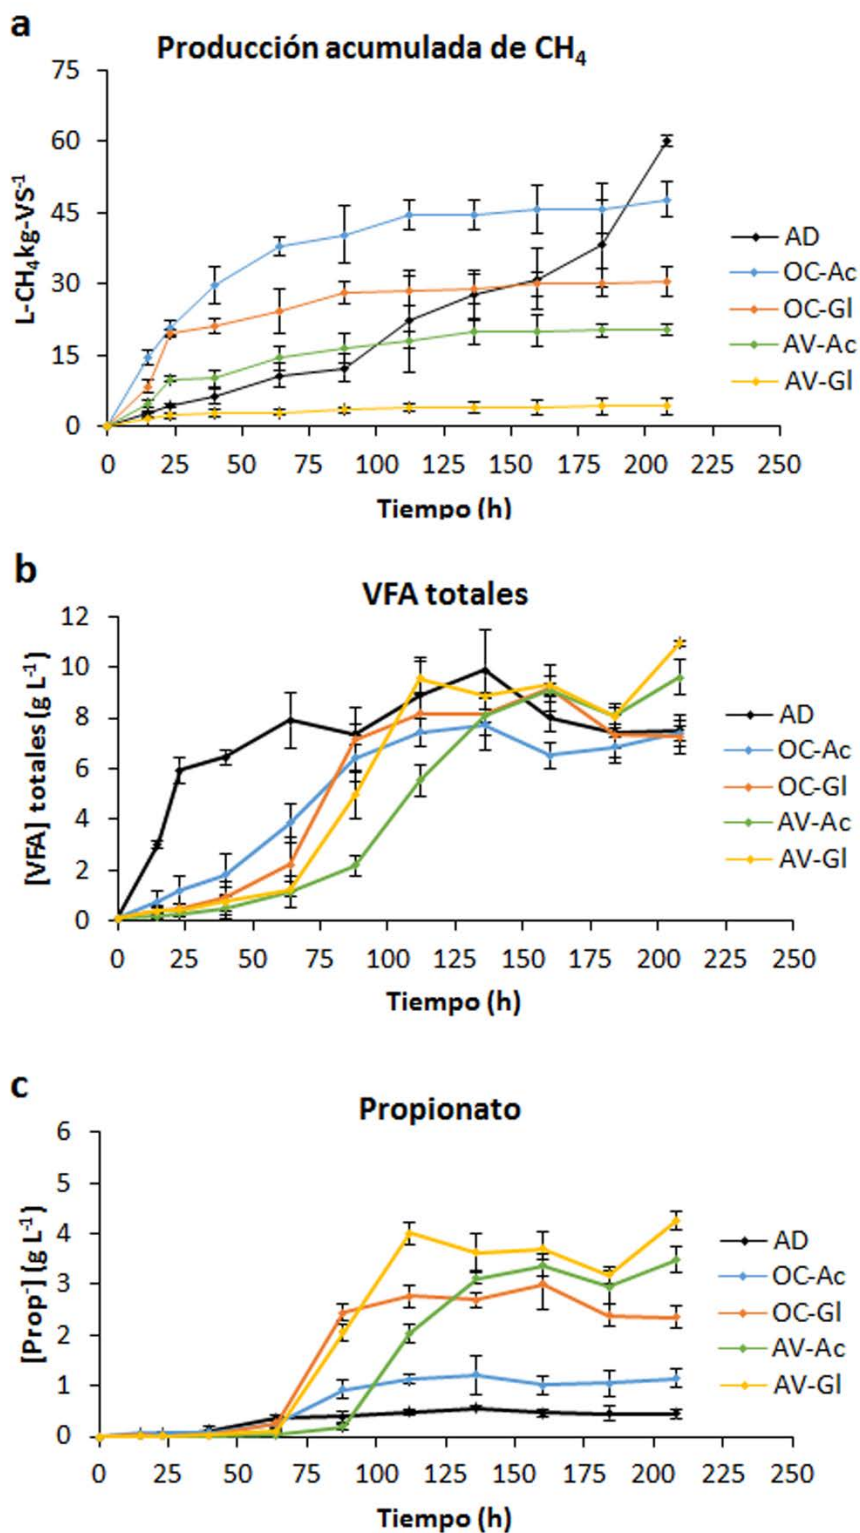 a
Producción acumulada de CH4
L-CH4 kg-VS-1
75
60
45
30
15
0
0 25 50 75 100 125 150 175 200 225 250
Tiempo (h)
AD
OC-Ac
OC-Gl
AV-Ac
AV-Gl
b
VFA totales
[VFA] totales (g L-1)
12
10
8
6
4
2
0
0 25 50 75 100 125 150 175 200 225 250
Tiempo (h)
AD
OC-Ac
OC-Gl
AV-Ac
AV-Gl
c
Propionato
[Prop-] (g L-1)
6
5
4
3
2
1
0
0 25 50 75 100 125 150 175 200 225 250
Tiempo (h)
AD
OC-Ac
OC-Gl
AV-Ac
AV-Gl